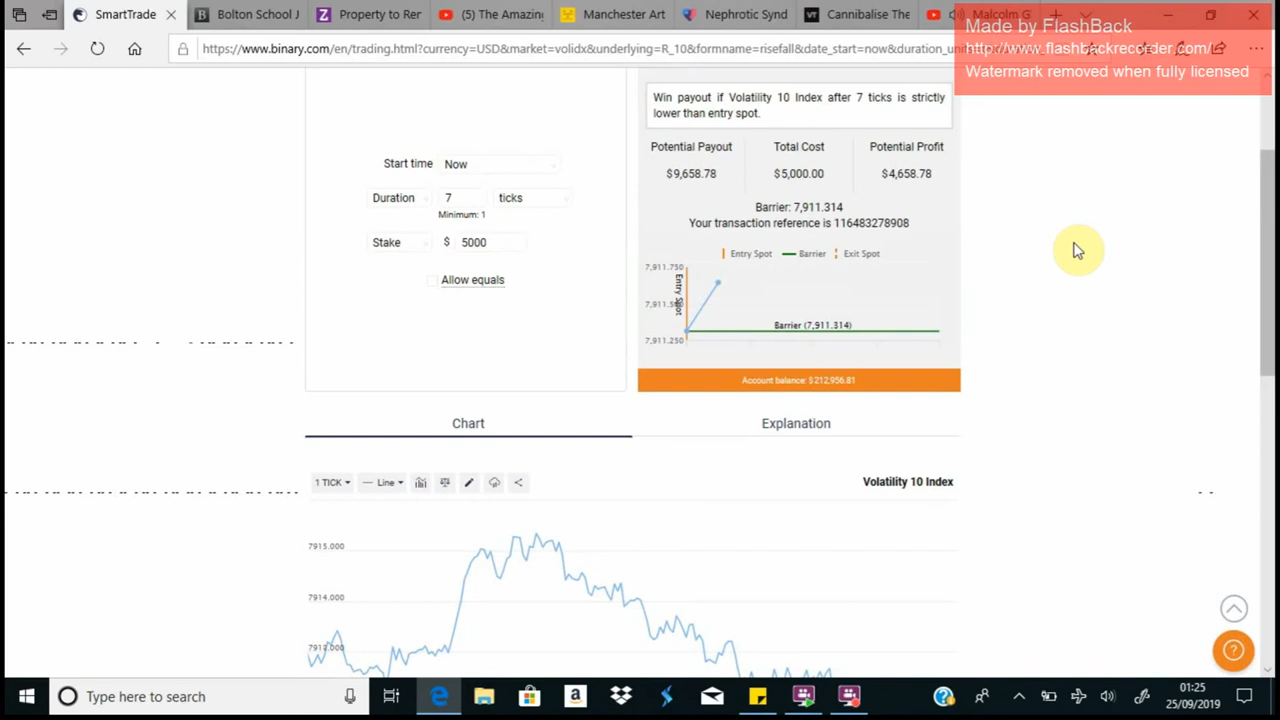 SmartTrade
Bolton School J
Property to Rer
(5) (The Amazing
Manchester Art
Nephrotic Synd
Cannibalise The
Malcolm G
Made by FlashBack
http://www.flashbackrecorder.com/
Watermark removed when fully licensed
https://www.binary.com/en/trading.html?currency=USD&market=volidx&underlying=R_10&formname=risefall&date_start=now&duration_uni
Start time Now
Duration 7 ticks
Minimum: 1
Stake $ 5000
Allow equals
Win payout if Volatility 10 Index after 7 ticks is strictly
lower than entry spot.
Potential Payout Total Cost Potential Profit
$9,658.78 $5,000.00 $4,658.78
Barrier: 7,911.314
Your transaction reference is 116483278908
Entry Spot Barrier Exit Spot
7,911.750
Entry Spot
Barrier (7,911.314)
7,911.250
Account balance: $212,956.81
Chart Explanation
1 TICK Line
Volatility 10 Index
7915.000
7914.000
Type here to search
01:25
25/09/2019